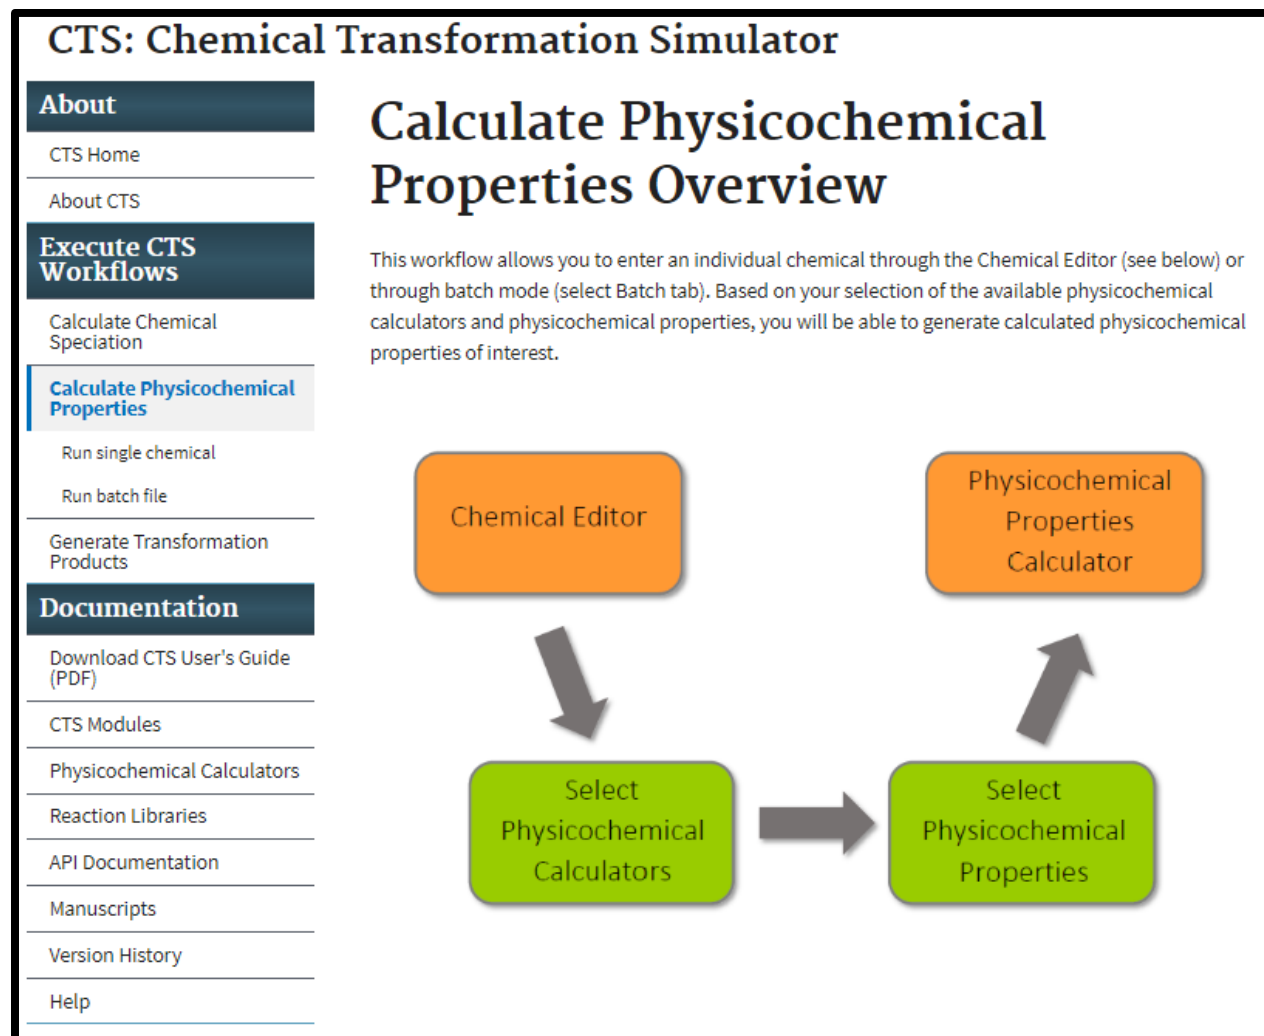 CTS: Chemical Transformation Simulator
About
CTS Home
About CTS
Execute CTS
Workflows
Calculate Chemical
Speciation
Calculate Physicochemical
Properties
Run single chemical
Run batch file
Generate Transformation
Products
Documentation
Download CTS User's Guide
(PDF)
CTS Modules
Physicochemical Calculators
Reaction Libraries
API Documentation
Manuscripts
Version History
Help
Calculate Physicochemical
Properties Overview
This workflow allows you to enter an individual chemical through the Chemical Editor (see below) or
through batch mode (select Batch tab). Based on your selection of the available physicochemical
calculators and physicochemical properties, you will be able to generate calculated physicochemical
properties of interest.
Chemical Editor
Select
Physicochemical
Calculators
Select
Physicochemical
Properties
Physicochemical
Properties
Calculator